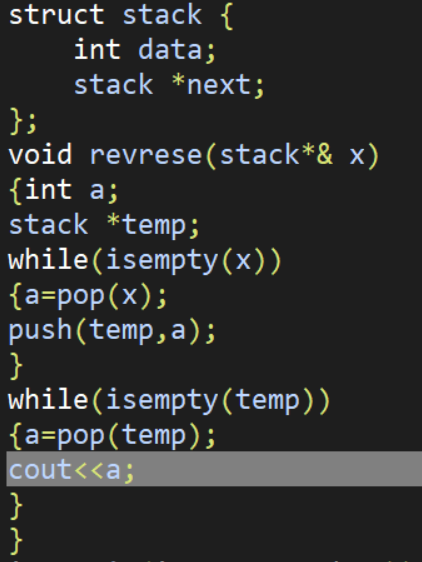 struct stack {
    int data;
    stack *next;
};
void revrese(stack*& x)
{int a;
stack *temp;
while(isempty(x))
{a=pop(x);
push(temp,a);
}
while(isempty(temp))
{a=pop(temp);
cout<<a;
}
}